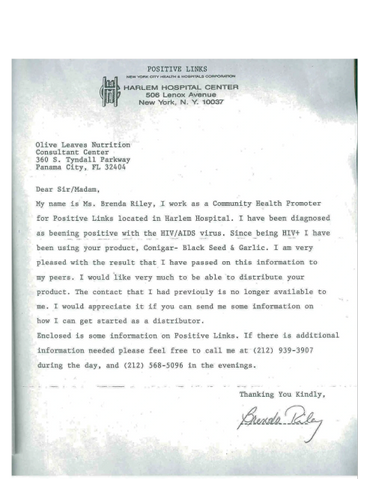 POSITIVE LINKS
NEW YORK CITY HEALTH & HOSPITALS CORPORATION
HARLEM HOSPITAL CENTER
506 Lenox Avenue
New York, N. Y. 10037
Olive Leaves Nutrition
Consultant Center
360 S. Tyndall Parkway
Panama City, FL 32404
Dear Sir/Madam,
My name is Ms. Brenda Riley, I work as a Community Health Promoter
for Positive Links located in Harlem Hospital. I have been diagnosed
as beening positive with the HIV/AIDS virus. Since being HIV+ I have
been using your product, Conigar- Black Seed & Garlic. I am very
pleased with the result that I have passed on this information to
my peers. I would like very much to be able to distribute your
product. The contact that I had previouly is no longer available to
me. I would appreciate it if you can send me some information on
how I can get started as a distributor.
Enclosed is some information on Positive Links. If there is additional
information needed please feel free to call me at (212) 939-3907
during the day, and (212) 568-5096 in the evenings.
Thanking You Kindly,
Brenda Riley